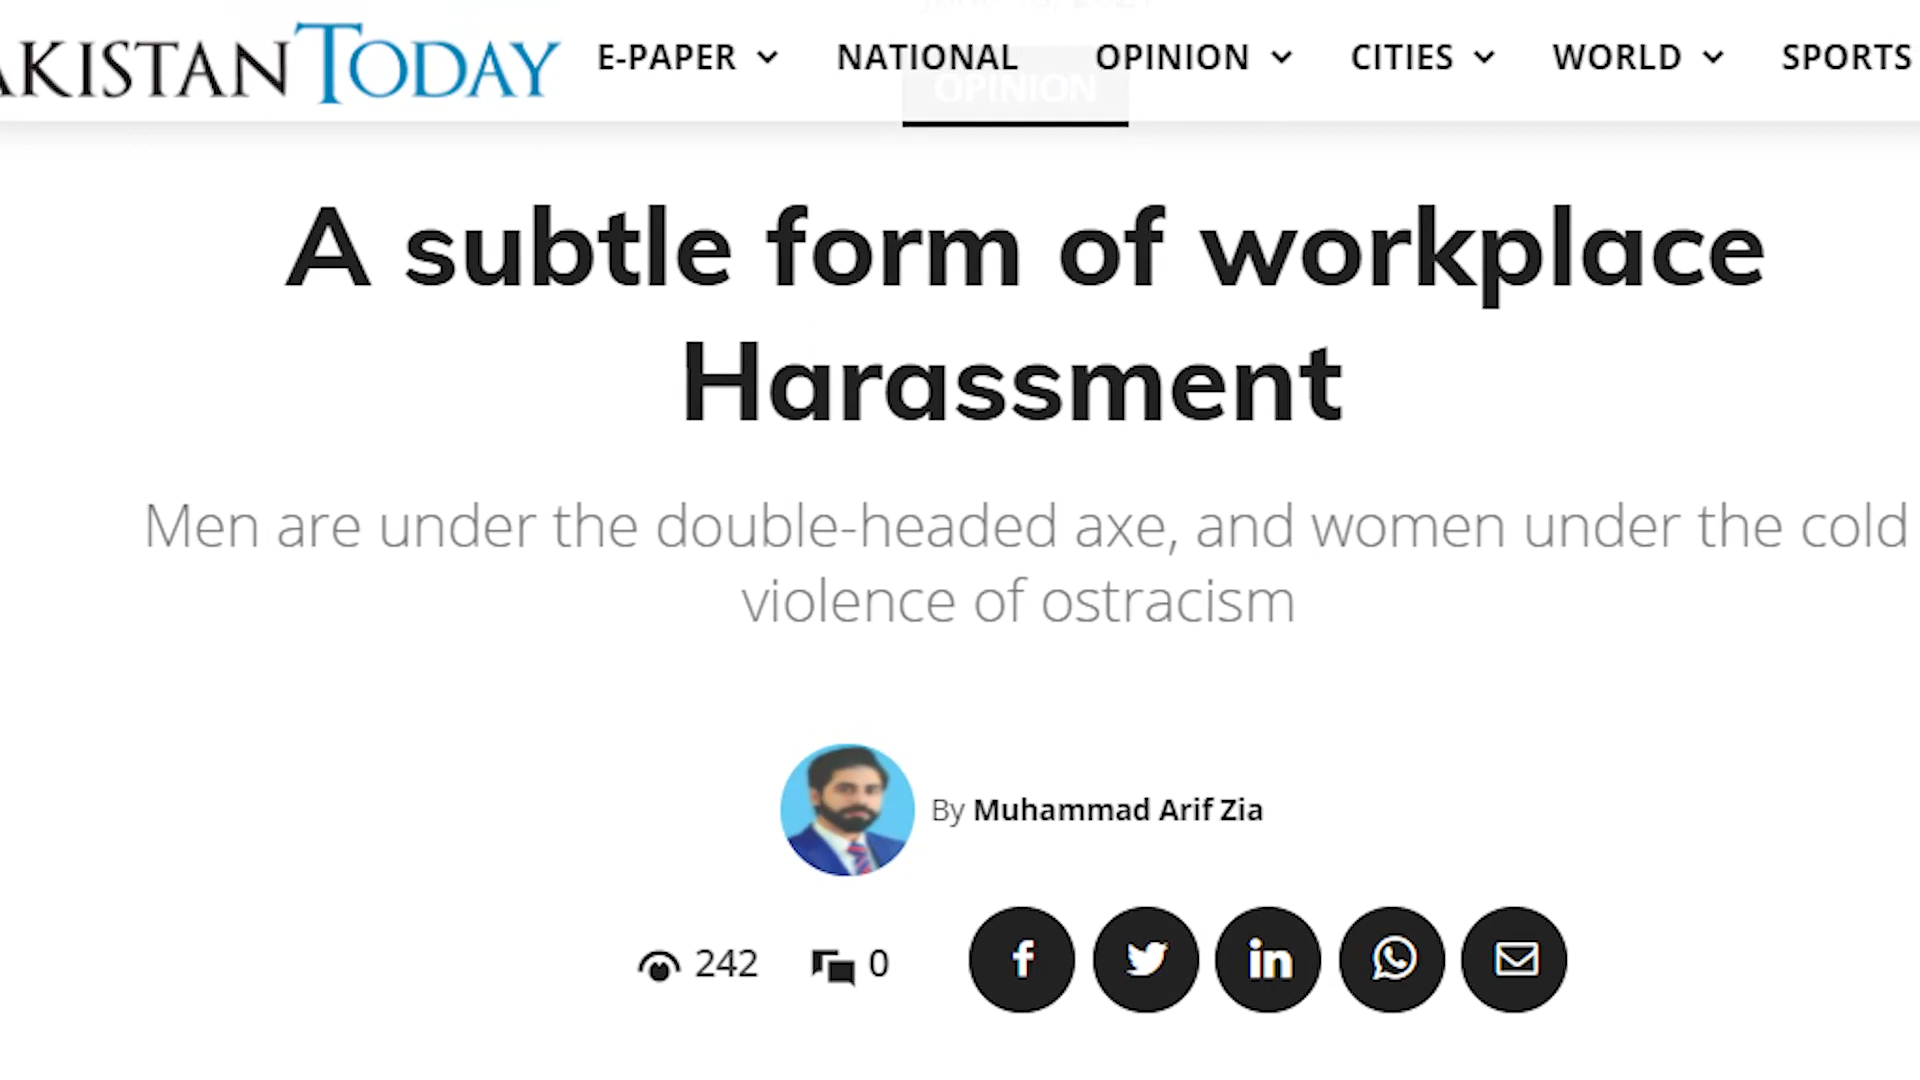 AKISTAN TODAY E-PAPER NATIONAL OPINION CITIES WORLD SPORTS
OPINION
A subtle form of workplace
Harassment
Men are under the double-headed axe, and women under the cold
violence of ostracism
By Muhammad Arif Zia
242 0